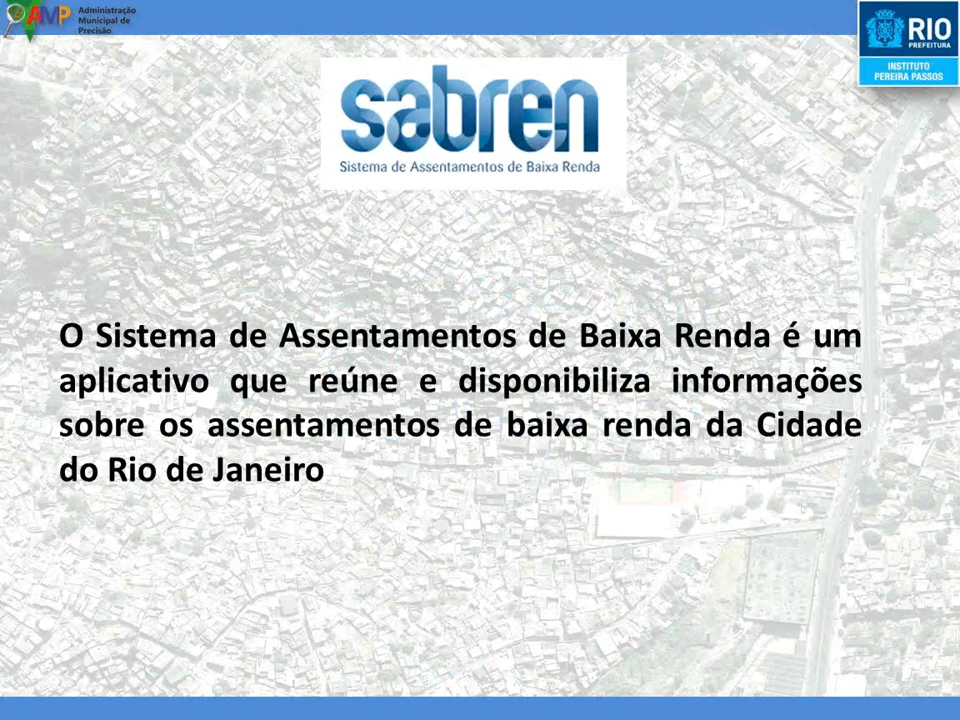 AMP
Administração
Municipal de
Precisão
RIO
PREFEITURA
INSTITUTO
PEREIRA PASSOS
sabren
Sistema de Assentamentos de Baixa Renda
O Sistema de Assentamentos de Baixa Renda é um
aplicativo que reúne e disponibiliza informações
sobre os assentamentos de baixa renda da Cidade
do Rio de Janeiro